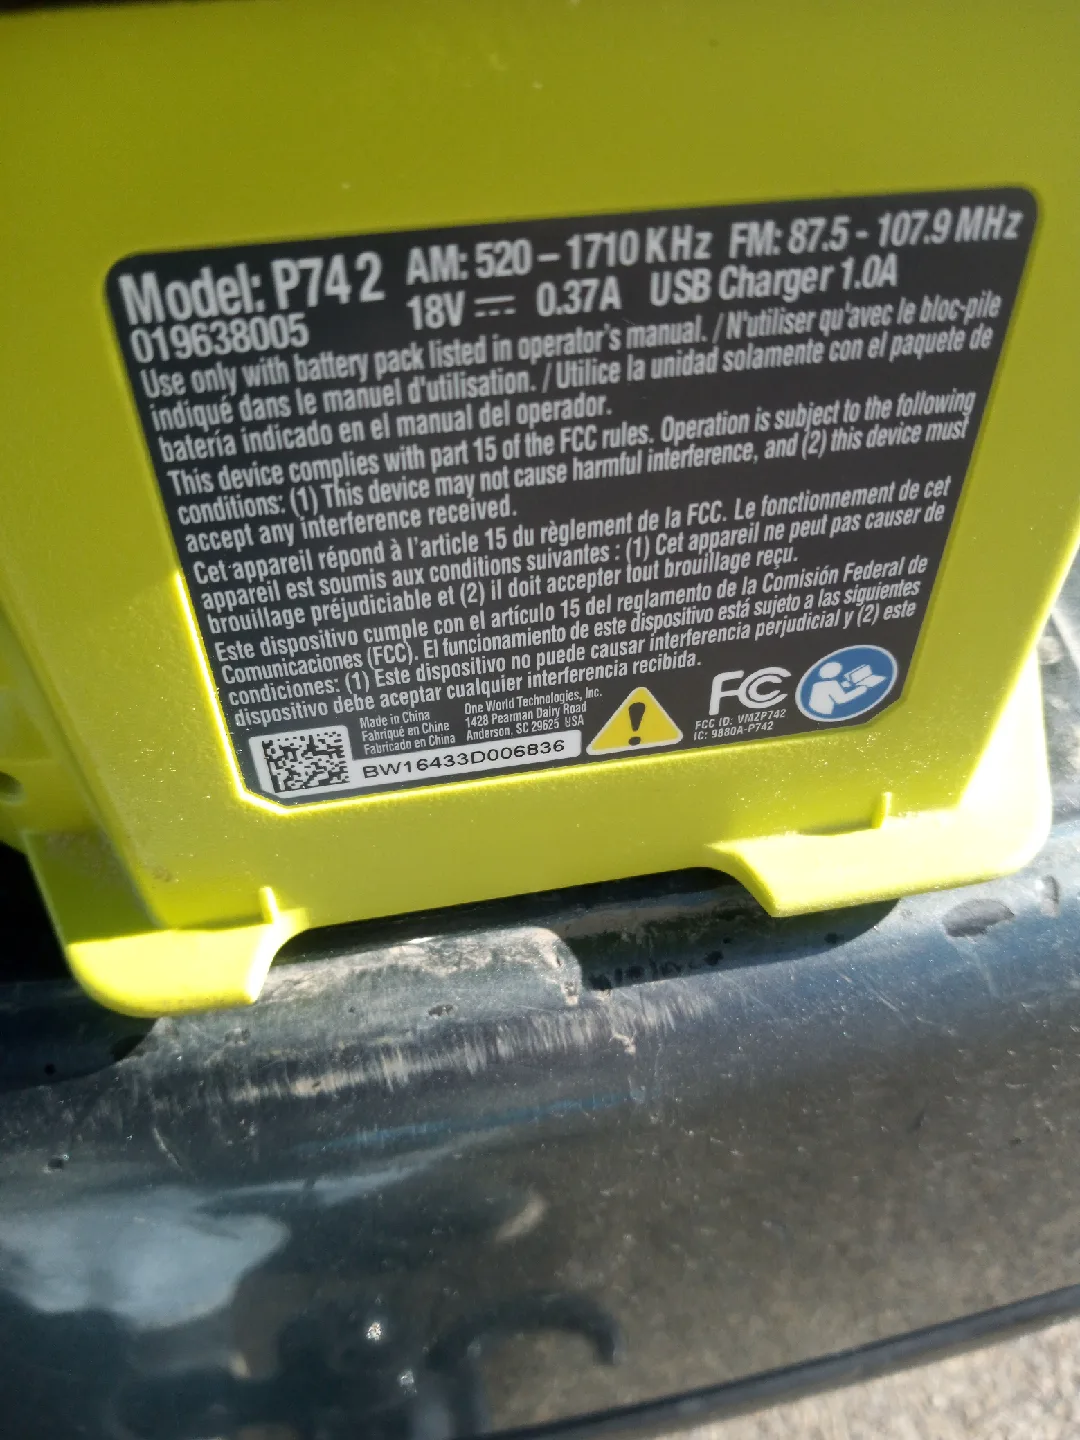 Model: P742 AM: 520 – 1710 KHz FM: 87.5 - 107.9 MHz
019638005 18V 0.37A USB Charger 1.0A
Use only with battery pack listed in operator's manual. / N'utiliser qu'avec le bloc-pile
indiqué dans le manuel d'utilisation. / Utilice la unidad solamente con el paquete de
batería indicado en el manual del operador.
This device complies with part 15 of the FCC rules. Operation is subject to the following
conditions: (1) This device may not cause harmful interference, and (2) this device must
accept any interference received.
Cet appareil répond à l'article 15 du règlement de la FCC. Le fonctionnement de cet
appareil est soumis aux conditions suivantes : (1) Cet appareil ne peut pas causer de
brouillage préjudiciable et (2) il doit accepter tout brouillage reçu.
Este dispositivo cumple con el artículo 15 del reglamento de la Comisión Federal de
Comunicaciones (FCC). El funcionamiento de este dispositivo está sujeto a las siguientes
condiciones: (1) Este dispositivo no puede causar interferencia perjudicial y (2) este
dispositivo debe aceptar cualquier interferencia recibida.
Made in China
Fabriqué en Chine
Fabricado en China
One World Technologies, Inc.
1428 Pearman Dairy Road
Anderson, SC 29625 USA
BW16433D006836
FC
FCC ID: VMZP742
IC: 9880A-P742